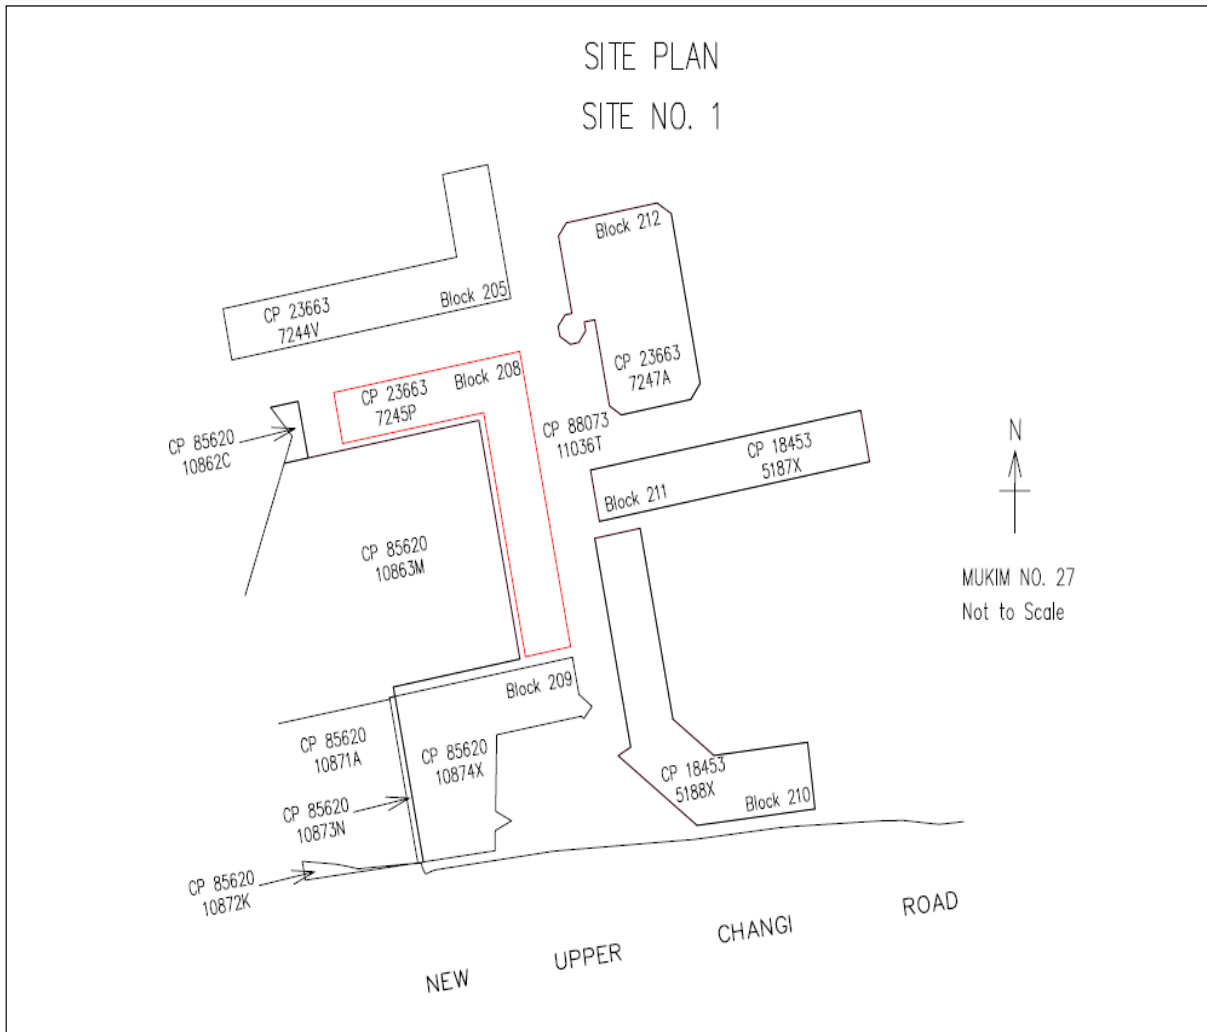 SITE PLAN
SITE NO. 1
Block 212
Block 205
CP 23663
7244V
CP 23663
7247A
Block 208
CP 23663
7245P
CP 88073
11036T
CP 85620
10862C
CP 18453
5187X
Block 211
N
CP 85620
10863M
MUKIM NO. 27
Not to Scale
Block 209
CP 85620
10871A
CP 85620
10874X
CP 18453
5188X
Block 210
CP 85620
10873N
CP 85620
10872K
NEW UPPER CHANGI ROAD